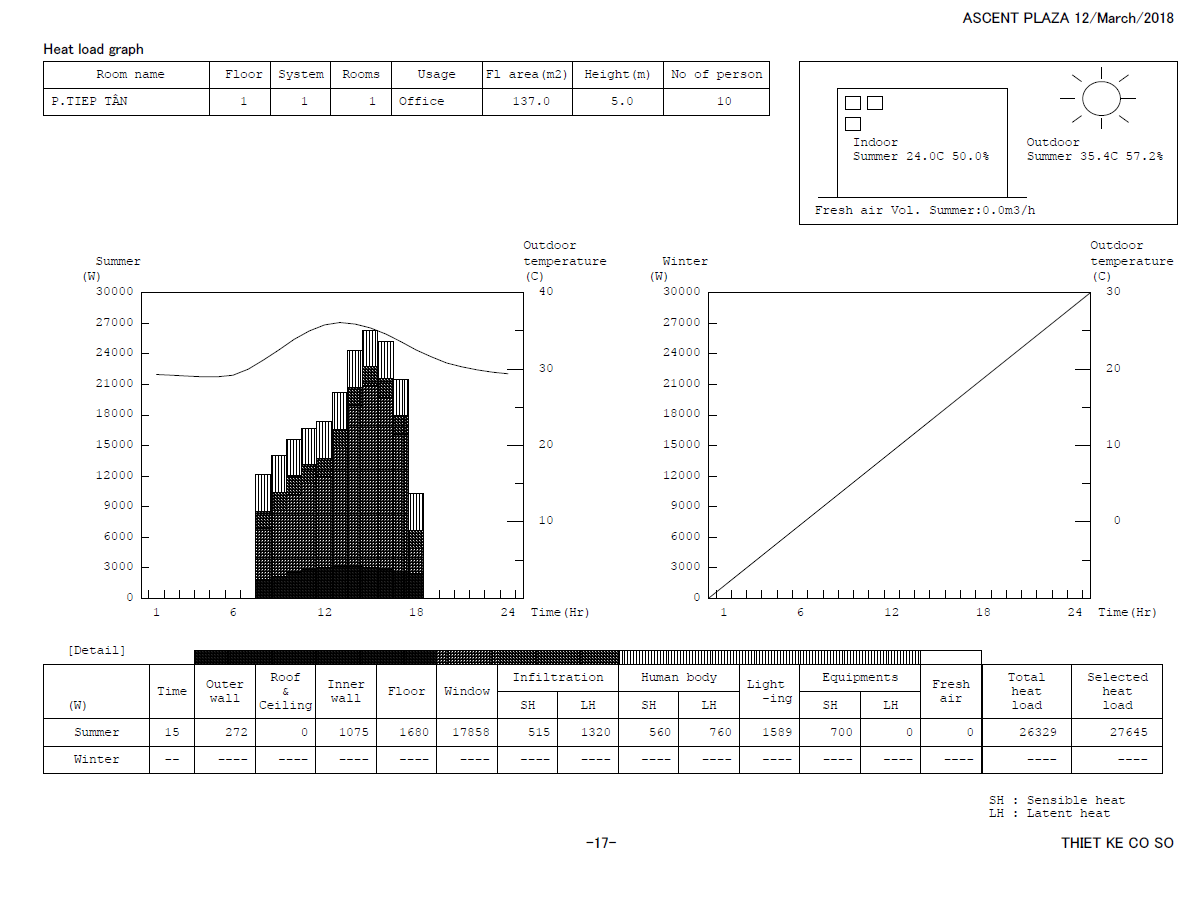 ASCENT PLAZA 12/March/2018
Heat load graph
Room name Floor System Rooms Usage Fl area(m2) Height(m) No of person
P.TIEP TÂN 1 1 1 Office 137.0 5.0 10
Indoor
Summer 24.0C 50.0%
Outdoor
Summer 35.4C 57.2%
Fresh air Vol. Summer:0.0m3/h
Summer
(W)
Outdoor
temperature
(C)
30000
27000
24000
21000
18000
15000
12000
9000
6000
3000
0
40
30
20
10
1 6 12 18 24 Time(Hr)
Winter
(W)
Outdoor
temperature
(C)
30000
27000
24000
21000
18000
15000
12000
9000
6000
3000
0
30
20
10
0
1 6 12 18 24 Time(Hr)
[Detail]
(W) Time Outer wall Roof & Ceiling Inner wall Floor Window Infiltration SH LH Human body SH LH Light-ing Equipments SH LH Fresh air Total heat load Selected heat load
Summer 15 272 0 1075 1680 17858 515 1320 560 760 1589 700 0 0 26329 27645
Winter -- ---- ---- ---- ---- ---- ---- ---- ---- ---- ---- ---- ---- ---- ---- ----
SH : Sensible heat
LH : Latent heat
-17-
THIET KE CO SO